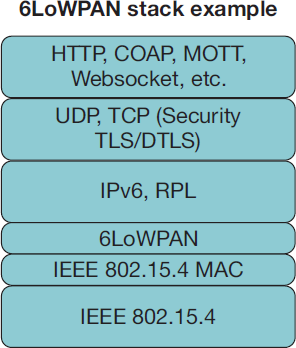 6LoWPAN stack example
HTTP, COAP, MOTT,
Websocket, etc.
UDP, TCP (Security
TLS/DTLS)
IPv6, RPL
6LoWPAN
IEEE 802.15.4 MAC
IEEE 802.15.4